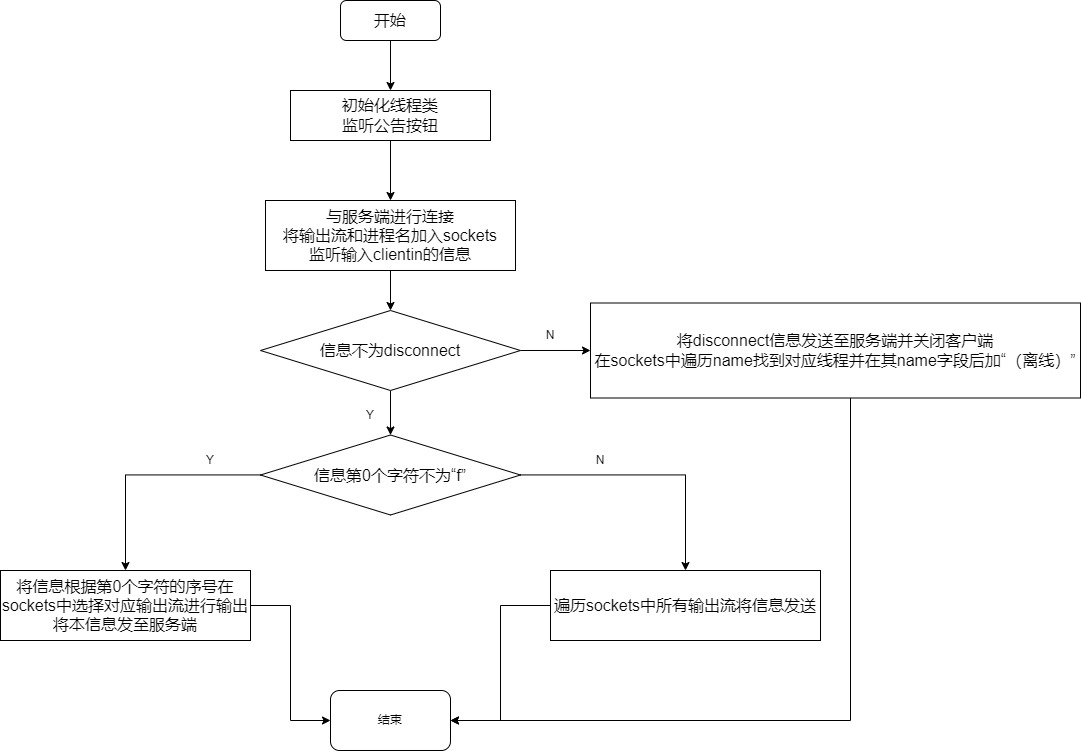 开始
初始化线程类
监听公告按钮
与服务端进行连接
将输出流和进程名加入sockets
监听输入clientin的信息
信息不为disconnect
N
将disconnect信息发送至服务端并关闭客户端
在sockets中遍历name找到对应线程并在其name字段后加“（离线）”
Y
信息第0个字符不为“f”
Y
N
将信息根据第0个字符的序号在
sockets中选择对应输出流进行输出
将本信息发至服务端
遍历sockets中所有输出流将信息发送
结束